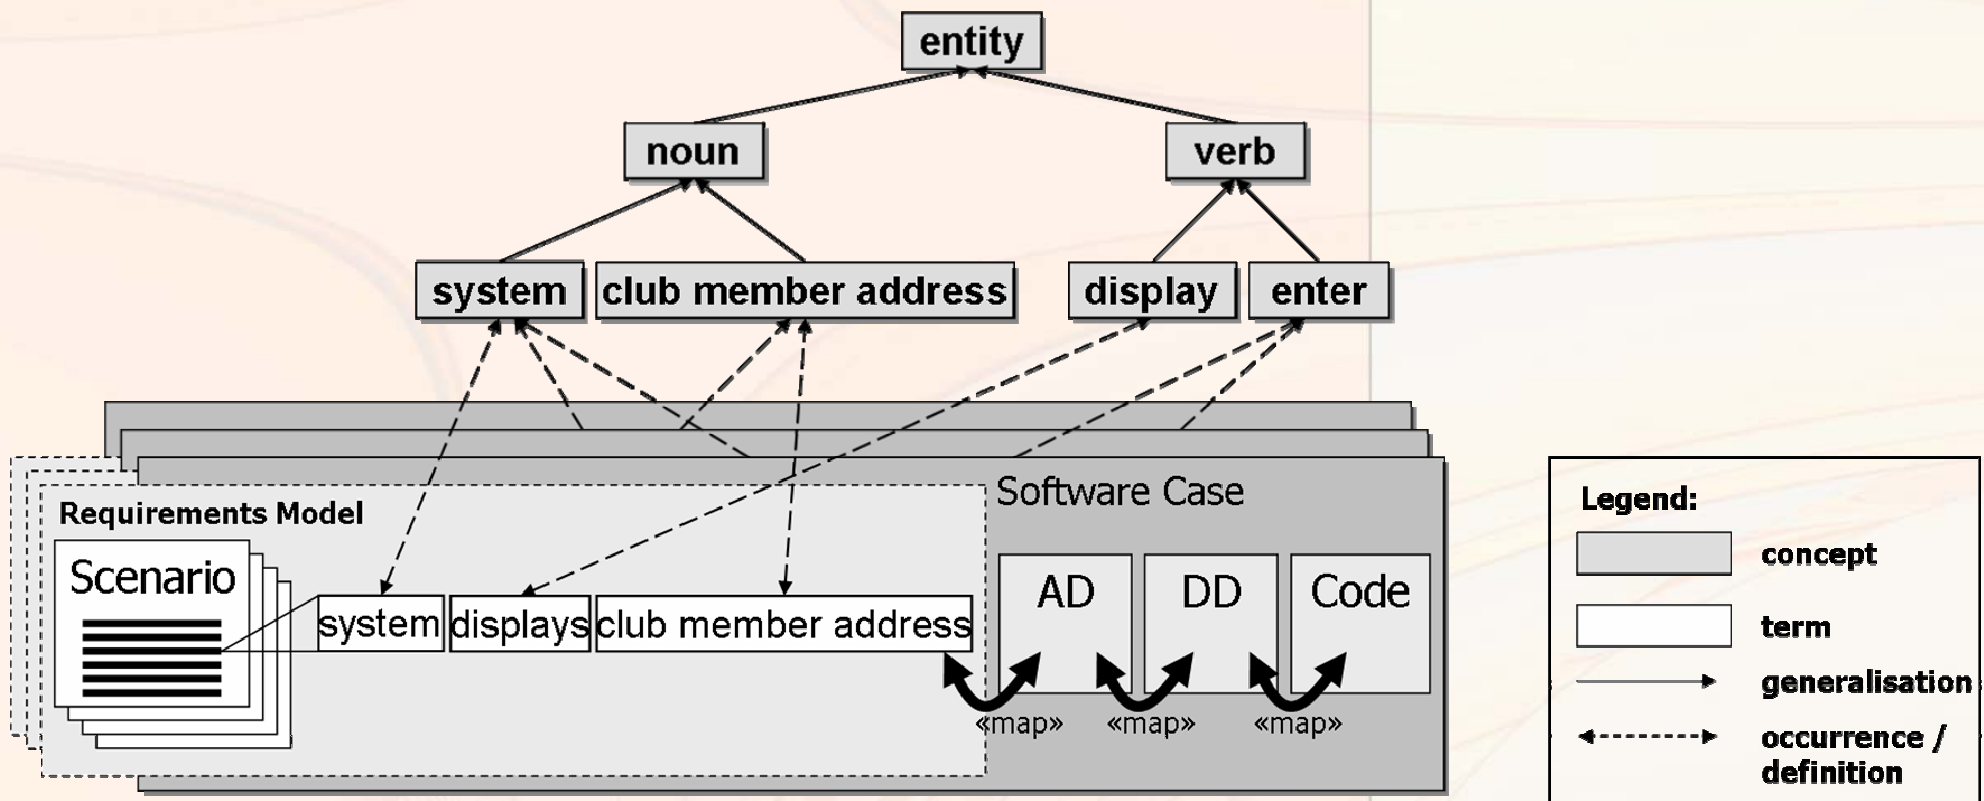 entity
noun
verb
system
club member address
display
enter
Software Case
Requirements Model
Scenario
system
displays
club member address
AD
DD
Code
«map»
«map»
«map»
Legend:
concept
term
generalisation
occurrence /
definition